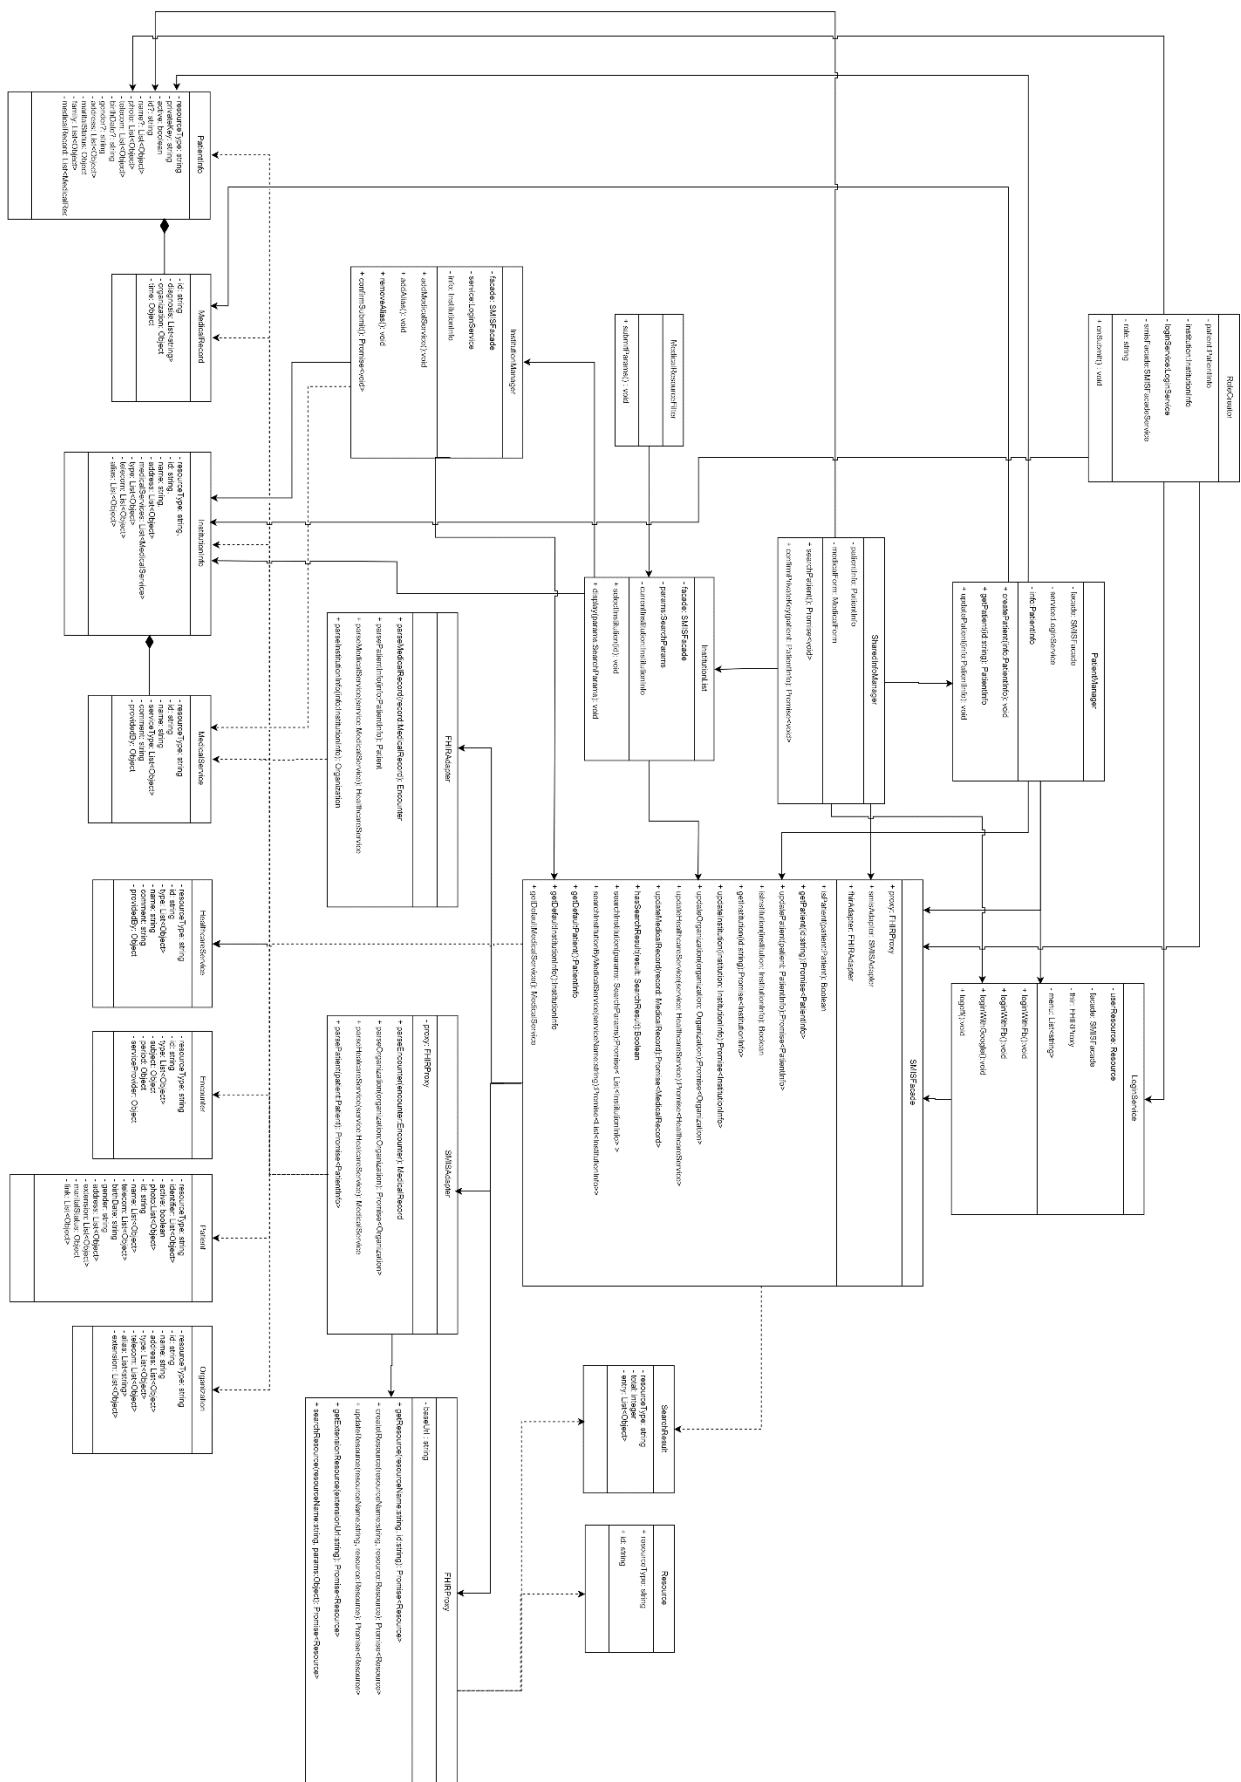 RoleCreator
- patient:PatientInfo
- institution:InstitutionInfo
- loginService:LoginService
- smisFacade:SMISFacadeService
- role: string
+ onSubmit() : void
PatientManager
- facade: SMISFacade
- service:LoginService
- info:PatientInfo
+ createPatient(info:PatientInfo): void
+ getPatient(id:string): PatientInfo
+ updatePatient(info:PatientInfo): void
LoginService
- userResource: Resource
- facade: SMISFacade
- fhir: FHIRProxy
- menu: List<string>
+ loginWithFb():void
+ loginWithFb():void
+ loginWithGoogle():void
+ logoff():void
SharedInfoManager
- patientInfo: PatientInfo
- medicalForm: MedicalForm
+ searchPatient(): Promise<void>
+ confirmPrivateKey(patient: PatientInfo): Promise<void>
SMISFacade
+ proxy: FHIRProxy
+ smisAdapter: SMISAdapter
+ fhirAdapter: FHIRAdapter
+ isPatient(patient:Patient): Boolean
+ getPatient(id:string):Promise<PatientInfo>
+ updatePatient(patient: PatientInfo):Promise<PatientInfo>
+ isInstitution(institution: InstitutionInfo): Boolean
+ getInstitution(id:string):Promise<InstitutionInfo>
+ updateInstitution(institution: InstitutionInfo):Promise<InstitutionInfo>
+ updateOrganization(organization: Organization):Promise<Organization>
+ updateHealthcareService(service: HealthcareService):Promise<HealthcareService>
+ updateMedicalRecord(record: MedicalRecord):Promise<MedicalRecord>
+ hasSearchResult(result: SearchResult):Boolean
+ searchInstitution(params: SearchParams):Promise< List<InstitutionInfo> >
+ searchInstitutionByMedicalService(serviceName:string):Promise<List<InstitutionInfo>>
+ getDefaultPatient():PatientInfo
+ getDefaultInstitutionInfo():InstitutionInfo
+ getDefaultMedicalService(): MedicalService
InstitutionList
- facade: SMISFacade
- params:SearchParams
- currentInstitution:InstitutionInfo
+ selectInstitution(id): void
+ display(params:SearchParams): void
MedicalResourceFilter
+ submitParams() : void
SearchResult
- resourceType: string
- total: integer
- entry: List<Object>
Resource
+ resourceType: string
+ id: string
InstitutionManager
- facade: SMISFacade
- service:LoginService
- info: InstitutionInfo
+ addMedicalService():void
+ addAlias(): void
+ removeAlias(): void
+ confirmSubmit(): Promise<void>
FHIRAdapter
+ parseMedicalRecord(record:MedicalRecord): Encounter
+ parsePatientInfo(info:PatientInfo): Patient
+ parseMedicalService(service:MedicalService): HealthcareService
+ parseInstitutionInfo(info:InstitutionInfo): Organization
SMISAdapter
- proxy: FHIRProxy
+ parseEncounter(encounter:Encounter): MedicalRecord
+ parseOrganization(organization:Organization): Promise<Organization>
+ parseHealcareService(service:HealcareService): MedicalService
+ parsePatient(patient:Patient): Promise<PatientInfo>
FHIRProxy
- baseUrl : string
+ getResource(resourceName:string, id:string): Promise<Resource>
+ createResource(resourceName:string, resource:Resource): Promise<Resource>
+ updateResource(resourceName:string, resource:Resource): Promise<Resource>
+ getExtensionResource(extensionUrl:string): Promise<Resource>
+ searchResource(resourceName:string, params:Object): Promise<Resource>
PatientInfo
- resourceType: string
- privateKey: string
- active: boolean
- id?: string
- name?: List<Object>
- photo: List<Object>
- telecom: List<Object>
- birthDate?: string
- gender?: string
- address: List<Object>
- maritalStatus: Object
- family: List<Object>
- medicalRecord: List<MedicalRec
MedicalRecord
- id: string
- diagnosis: List<string>
- organization: Object
- time: Object
InstitutionInfo
- resourceType: string,
- id: string,
- name: string,
- address: List<Object>
- medicalServices: List<MedicalService>
- type: List<Object>
- telecom: List<Object>
- alias: List<Object>
MedicalService
- resourceType: string
- id: string
- name: string
- serviceType: List<Object>
- comment: string
- providedBy: Object
HealthcareService
- resourceType: string
- id: string
- type: List<Object>
- name: string
- comment: string
- providedBy: Object
Encounter
- resourceType: string
- id: string
- type: List<Object>
- subject: Object
- period: Object
- serviceProvider: Object
Patient
- resourceType: string
- identifier: List<Object>
- active: boolean
- photo:List<Object>
- id: string
- name: List<Object>
- telecom: List<Object>
- birthDate: string
- gender: string
- address: List<Object>
- extension: List<Object>
- maritalStatus: Object
- link: List<Object>
Organization
- resourceType: string
- id: string
- name: string
- address: List<Object>
- type: List<Object>
- telecom: List<Object>
- alias: List<string>
- extension: List<Object>